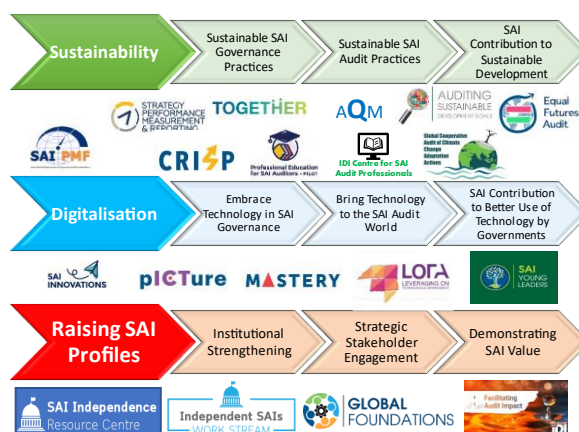 Sustainability
Sustainable SAI
Governance
Practices
Sustainable SAI
Audit Practices
SAI
Contribution to
Sustainable
Development
STRATEGY
PERFORMANCE
MEASUREMENT
& REPORTING
TOGETHER
AQM
AUDITING
SUSTAINABLE
DEVELOPMENT GOALS
Equal
Futures
Audit
SAI PMF
CRISP
Professional Education
for SAI Auditors - PILOT
IDI Centre for SAI
Audit Professionals
Global Cooperative
Audit of Climate
Change
Adaptation
Actions
Digitalisation
Embrace
Technology in SAI
Governance
Bring Technology
to the SAI Audit
World
SAI Contribution
to Better Use of
Technology by
Governments
SAI
INNOVATIONS
pICTure
MASTERY
LOTA
LEVERAGING ON
SAI
YOUNG
LEADERS
Raising SAI
Profiles
Institutional
Strengthening
Strategic
Stakeholder
Engagement
Demonstrating
SAI Value
SAI Independence
Resource Centre
Independent SAIs
WORK STREAM
GLOBAL
FOUNDATIONS
Facilitating
Audit Impact
IDI